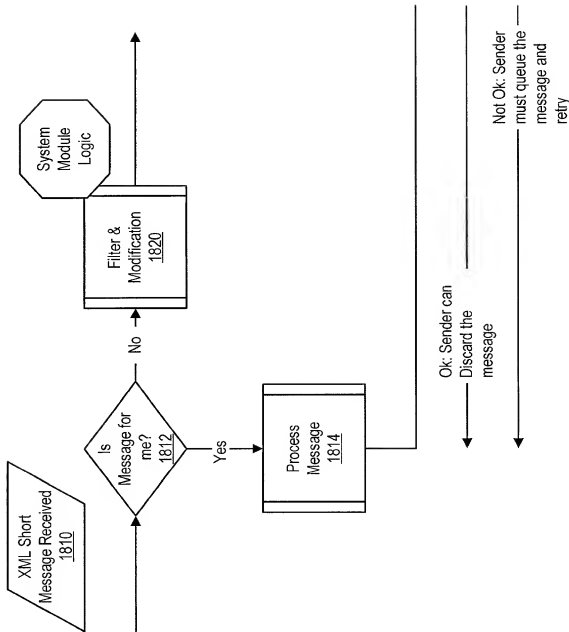 XML Short
Message Received
1810
Is
Message for
me?
1812
No
Yes
System
Module
Logic
Filter &
Modification
1820
Process
Message
1814
Ok: Sender can
Discard the
message
Not Ok: Sender
must queue the
message and
retry